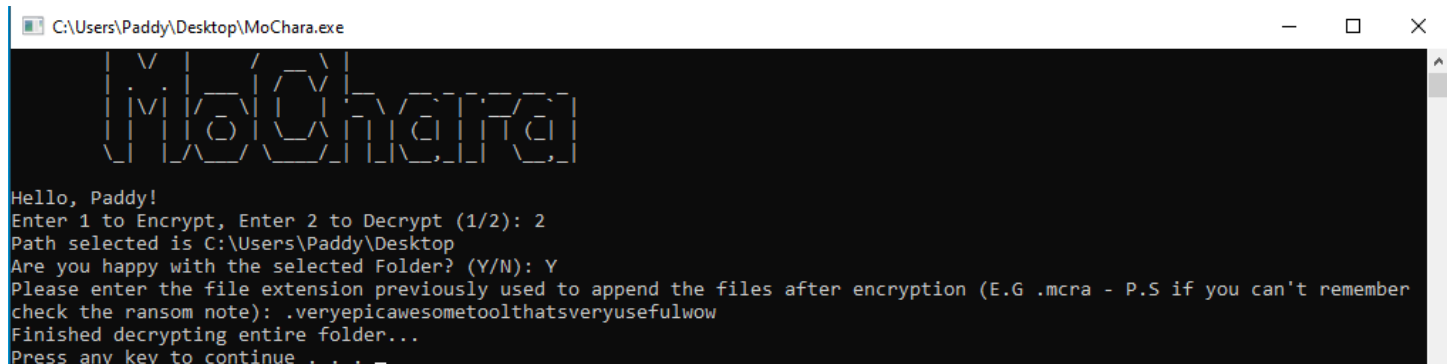 C:\Users\Paddy\Desktop\MoChara.exe
MoChara
Hello, Paddy!
Enter 1 to Encrypt, Enter 2 to Decrypt (1/2): 2
Path selected is C:\Users\Paddy\Desktop
Are you happy with the selected Folder? (Y/N): Y
Please enter the file extension previously used to append the files after encryption (E.G .mcra - P.S if you can't remember
check the ransom note): .veryepicawesometoolthatsveryusefulwow
Finished decrypting entire folder...
Press any key to continue . . . _